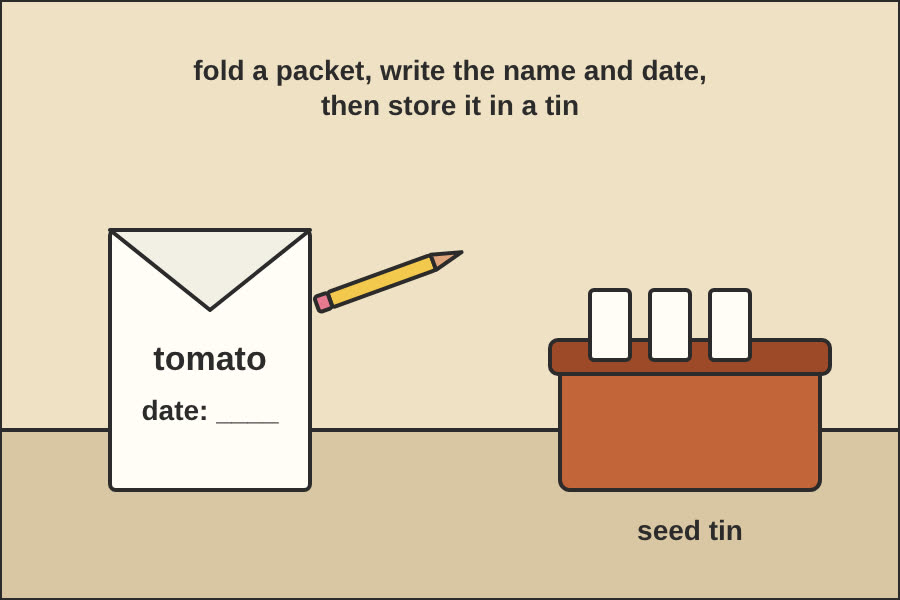 fold a packet, write the name and date,
then store it in a tin
tomato
date: ____
seed tin